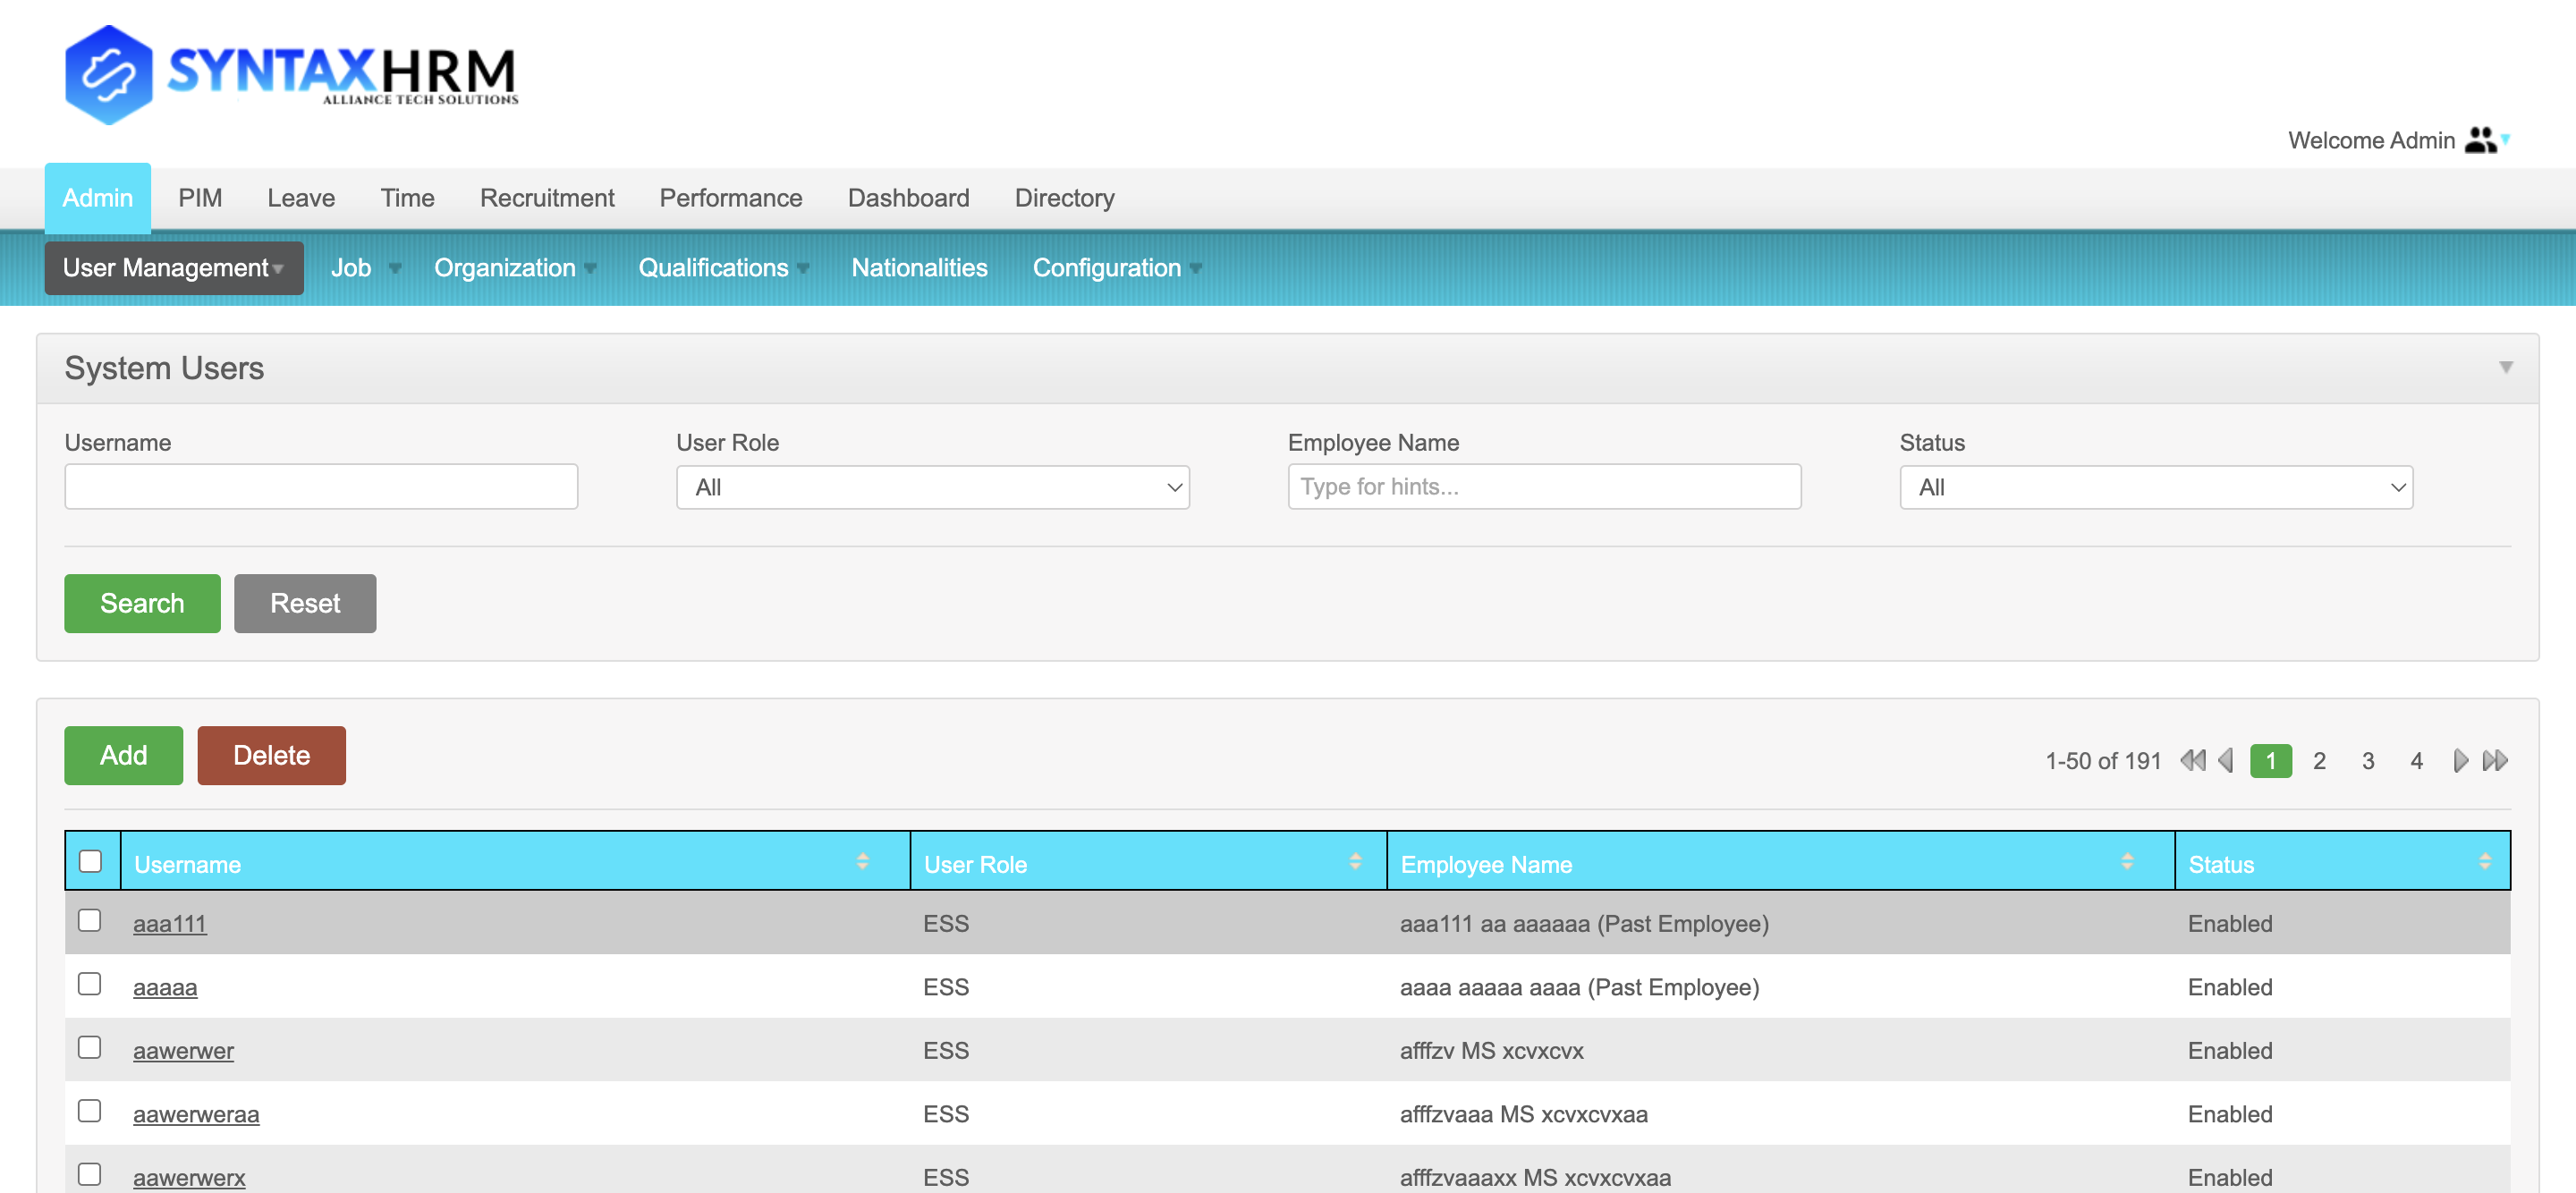 SYNTAXHRM
ALLIANCE TECH SOLUTIONS
Welcome Admin
Admin PIM Leave Time Recruitment Performance Dashboard Directory
User Management Job Organization Qualifications Nationalities Configuration
System Users
Username User Role Employee Name Status
All Type for hints... All
Search Reset
Add Delete 1-50 of 191 1 2 3 4
Username User Role Employee Name Status
aaa111 ESS aaa111 aa aaaaaa (Past Employee) Enabled
aaaaa ESS aaaa aaaaa aaaa (Past Employee) Enabled
aawerwer ESS afffzv MS xcvxcvx Enabled
aawerweraa ESS afffzvaaa MS xcvxcvxaa Enabled
aawerwerx ESS afffzvaaaxx MS xcvxcvxaa Enabled